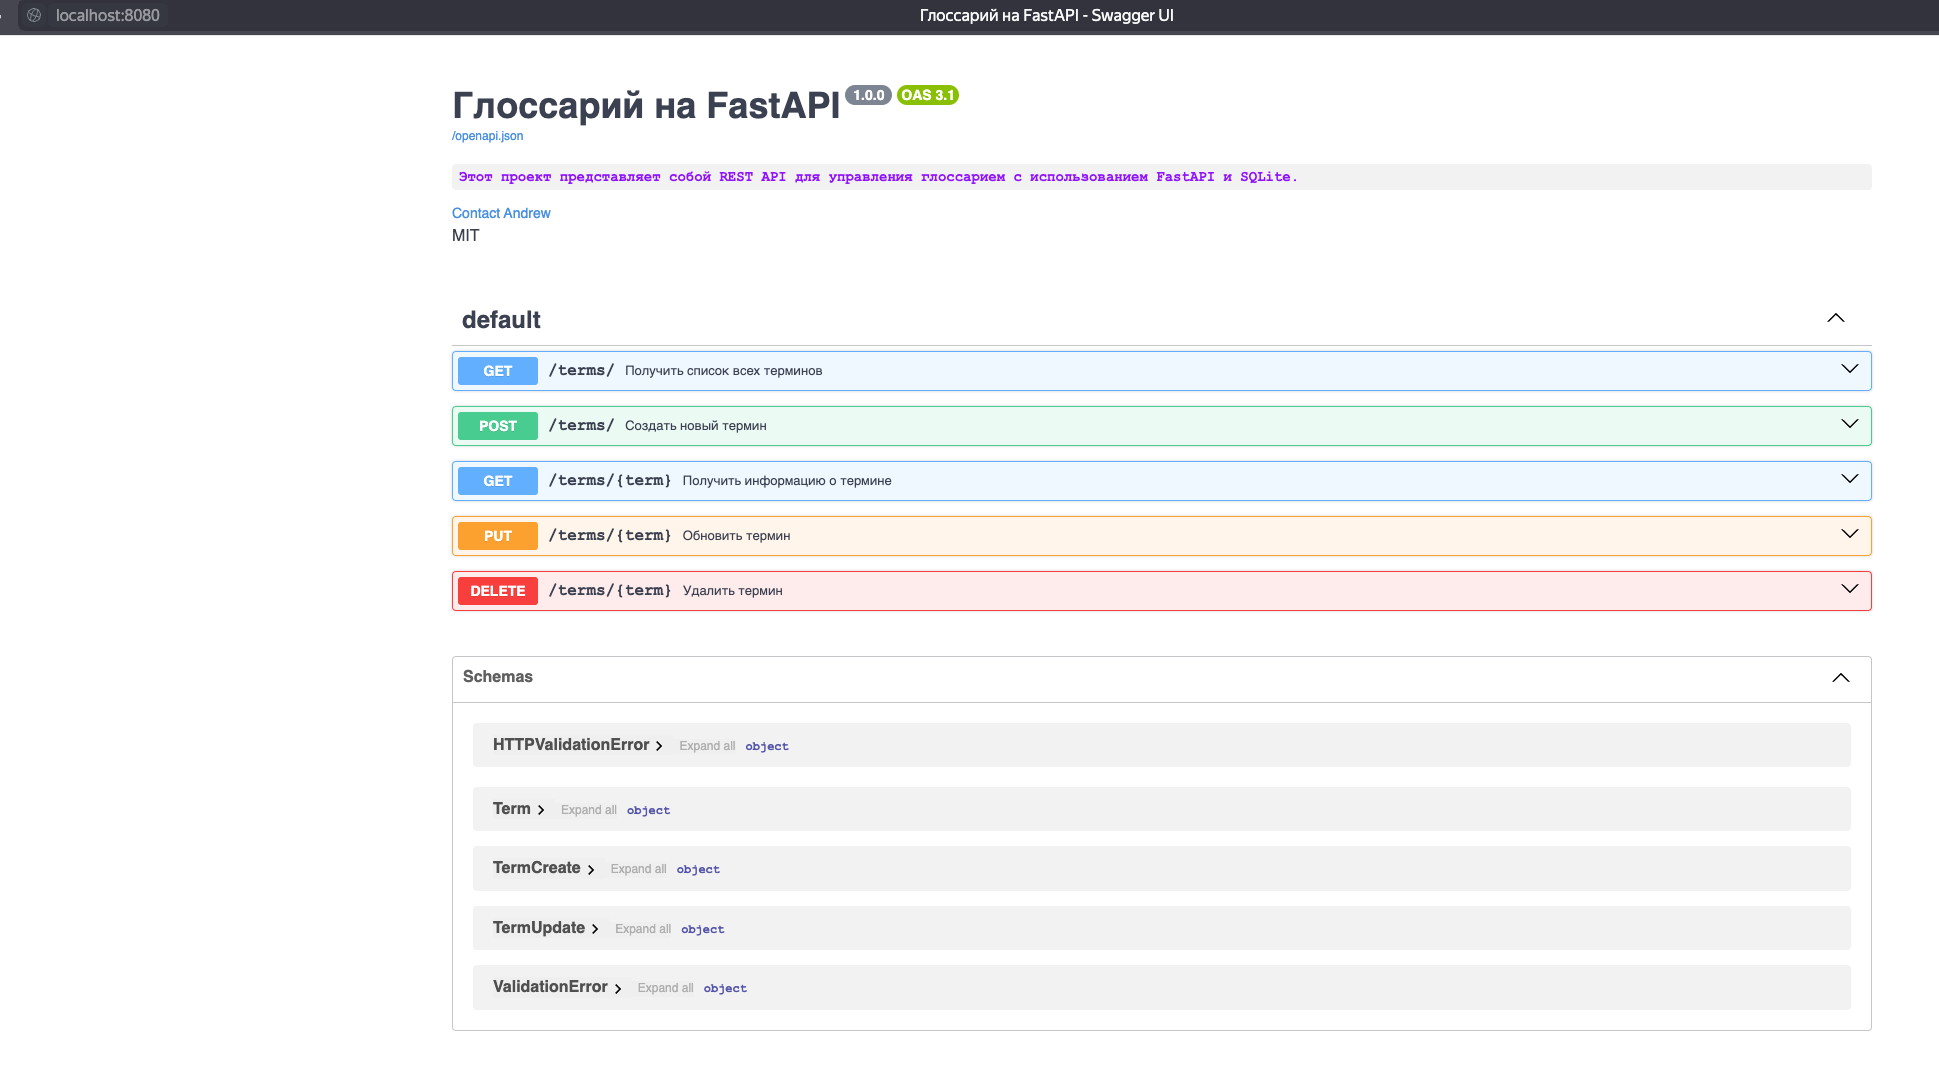 localhost:8080
Глоссарий на FastAPI - Swagger UI
Глоссарий на FastAPI 1.0.0 OAS 3.1
/openapi.json
Этот проект представляет собой REST API для управления глоссарием с использованием FastAPI и SQLite.
Contact Andrew
MIT
default
GET /terms/ Получить список всех терминов
POST /terms/ Создать новый термин
GET /terms/{term} Получить информацию о термине
PUT /terms/{term} Обновить термин
DELETE /terms/{term} Удалить термин
Schemas
HTTPValidationError Expand all object
Term Expand all object
TermCreate Expand all object
TermUpdate Expand all object
ValidationError Expand all object